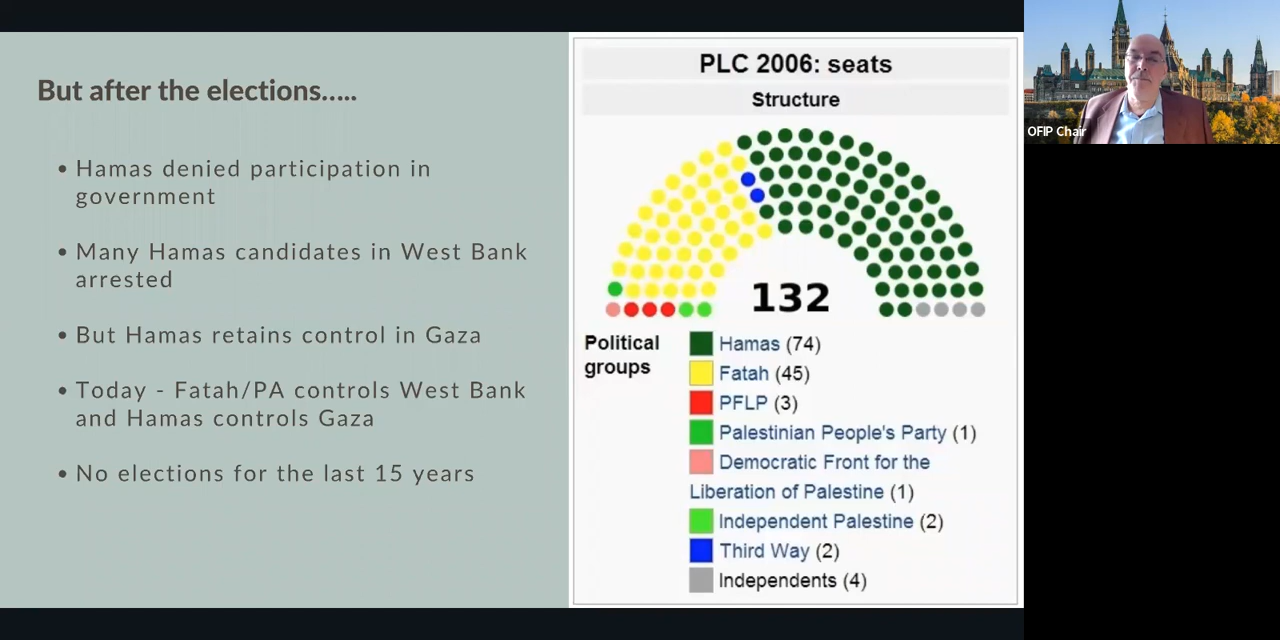 But after the elections.....
• Hamas denied participation in
government
• Many Hamas candidates in West Bank
arrested
• But Hamas retains control in Gaza
• Today - Fatah/PA controls West Bank
and Hamas controls Gaza
• No elections for the last 15 years
PLC 2006: seats
Structure
132
Political
groups
Hamas (74)
Fatah (45)
PFLP (3)
Palestinian People's Party (1)
Democratic Front for the
Liberation of Palestine (1)
Independent Palestine (2)
Third Way (2)
Independents (4)
OFIP Chair